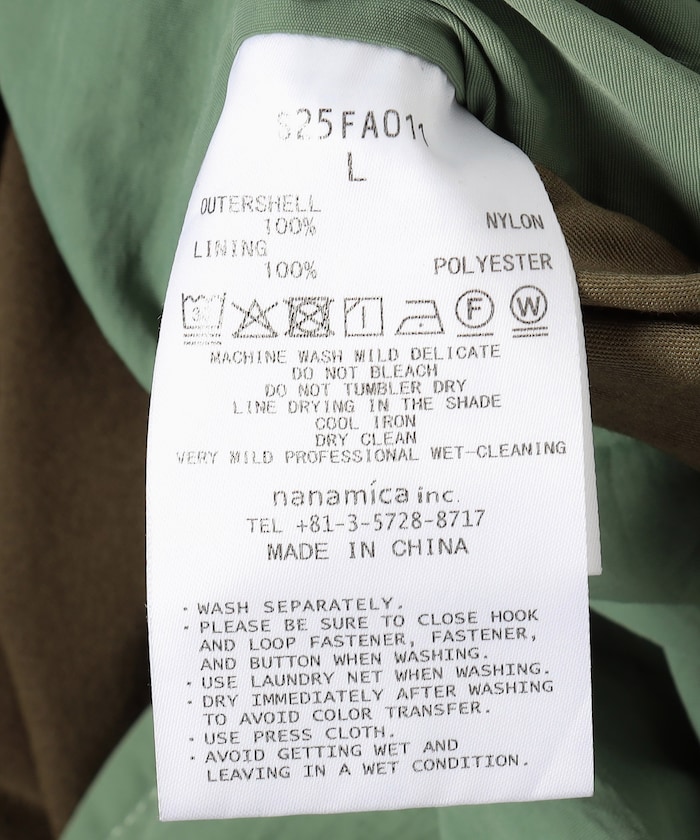 S25FA011
L
OUTERSHELL
100% NYLON
LINING
100% POLYESTER
30 1 F W
MACHINE WASH MILD DELICATE
DO NOT BLEACH
DO NOT TUMBLER DRY
LINE DRYING IN THE SHADE
COOL IRON
DRY CLEAN
VERY MILD PROFESSIONAL WET-CLEANING
nanamica inc.
TEL +81-3-5728-8717
MADE IN CHINA
· WASH SEPARATELY.
· PLEASE BE SURE TO CLOSE HOOK
AND LOOP FASTENER, FASTENER,
AND BUTTON WHEN WASHING.
· USE LAUNDRY NET WHEN WASHING.
· DRY IMMEDIATELY AFTER WASHING
TO AVOID COLOR TRANSFER.
· USE PRESS CLOTH.
· AVOID GETTING WET AND
LEAVING IN A WET CONDITION.